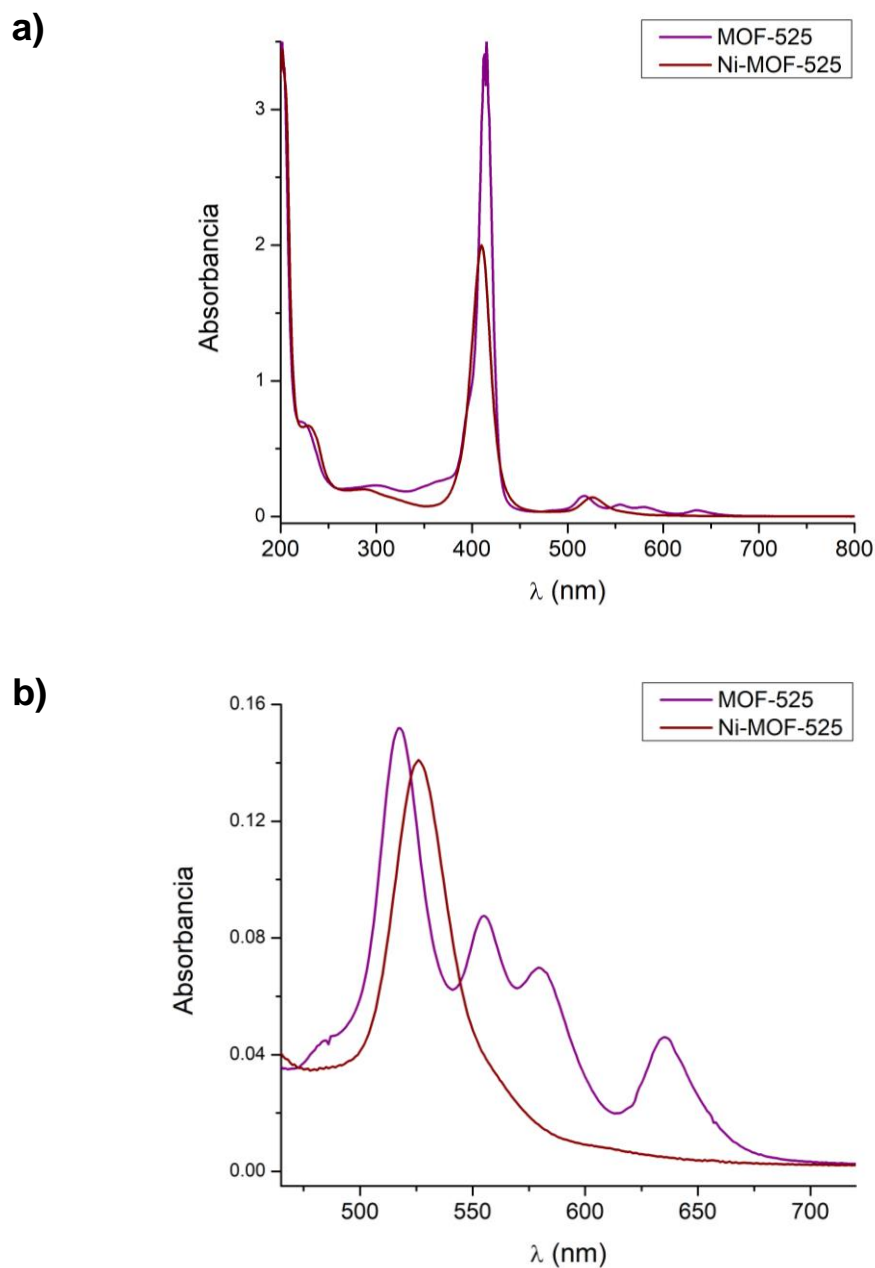 a)
MOF-525
Ni-MOF-525
3
2
1
0
Absorbancia
200 300 400 500 600 700 800
λ (nm)
b)
MOF-525
Ni-MOF-525
0.16
0.12
0.08
0.04
0.00
Absorbancia
500 550 600 650 700
λ (nm)